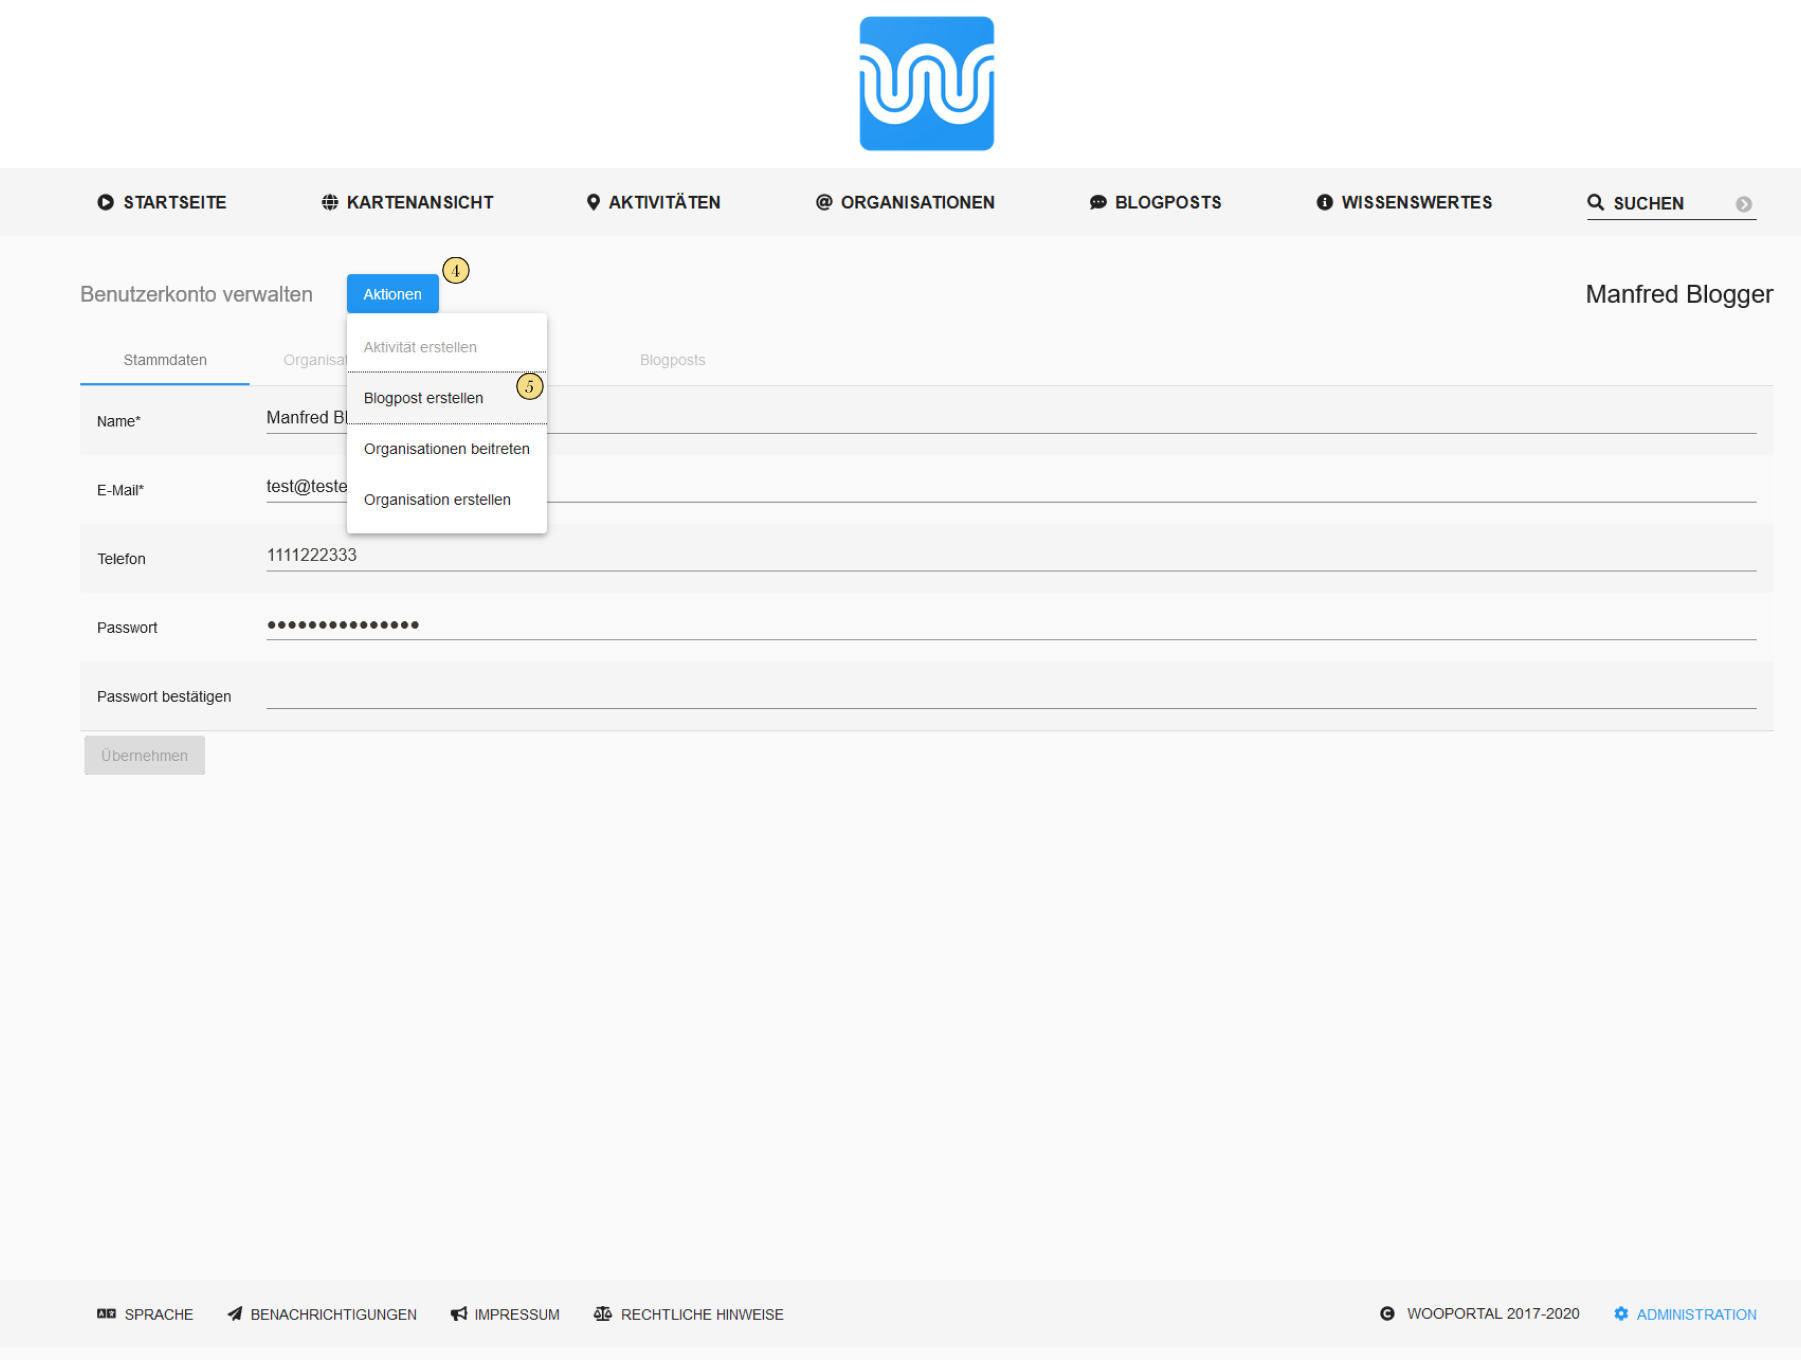 STARTSEITE KARTENANSICHT AKTIVITÄTEN @ ORGANISATIONEN BLOGPOSTS WISSENSWERTES SUCHEN
4
Benutzerkonto verwalten Aktionen Manfred Blogger
Aktivität erstellen
Stammdaten Organisat Blogposts
5
Blogpost erstellen
Name* Manfred Bl
Organisationen beitreten
E-Mail* test@teste
Organisation erstellen
Telefon 1111222333
Passwort •••••••••••••••
Passwort bestätigen
Übernehmen
SPRACHE BENACHRICHTIGUNGEN IMPRESSUM RECHTLICHE HINWEISE WOOPORTAL 2017-2020 ADMINISTRATION